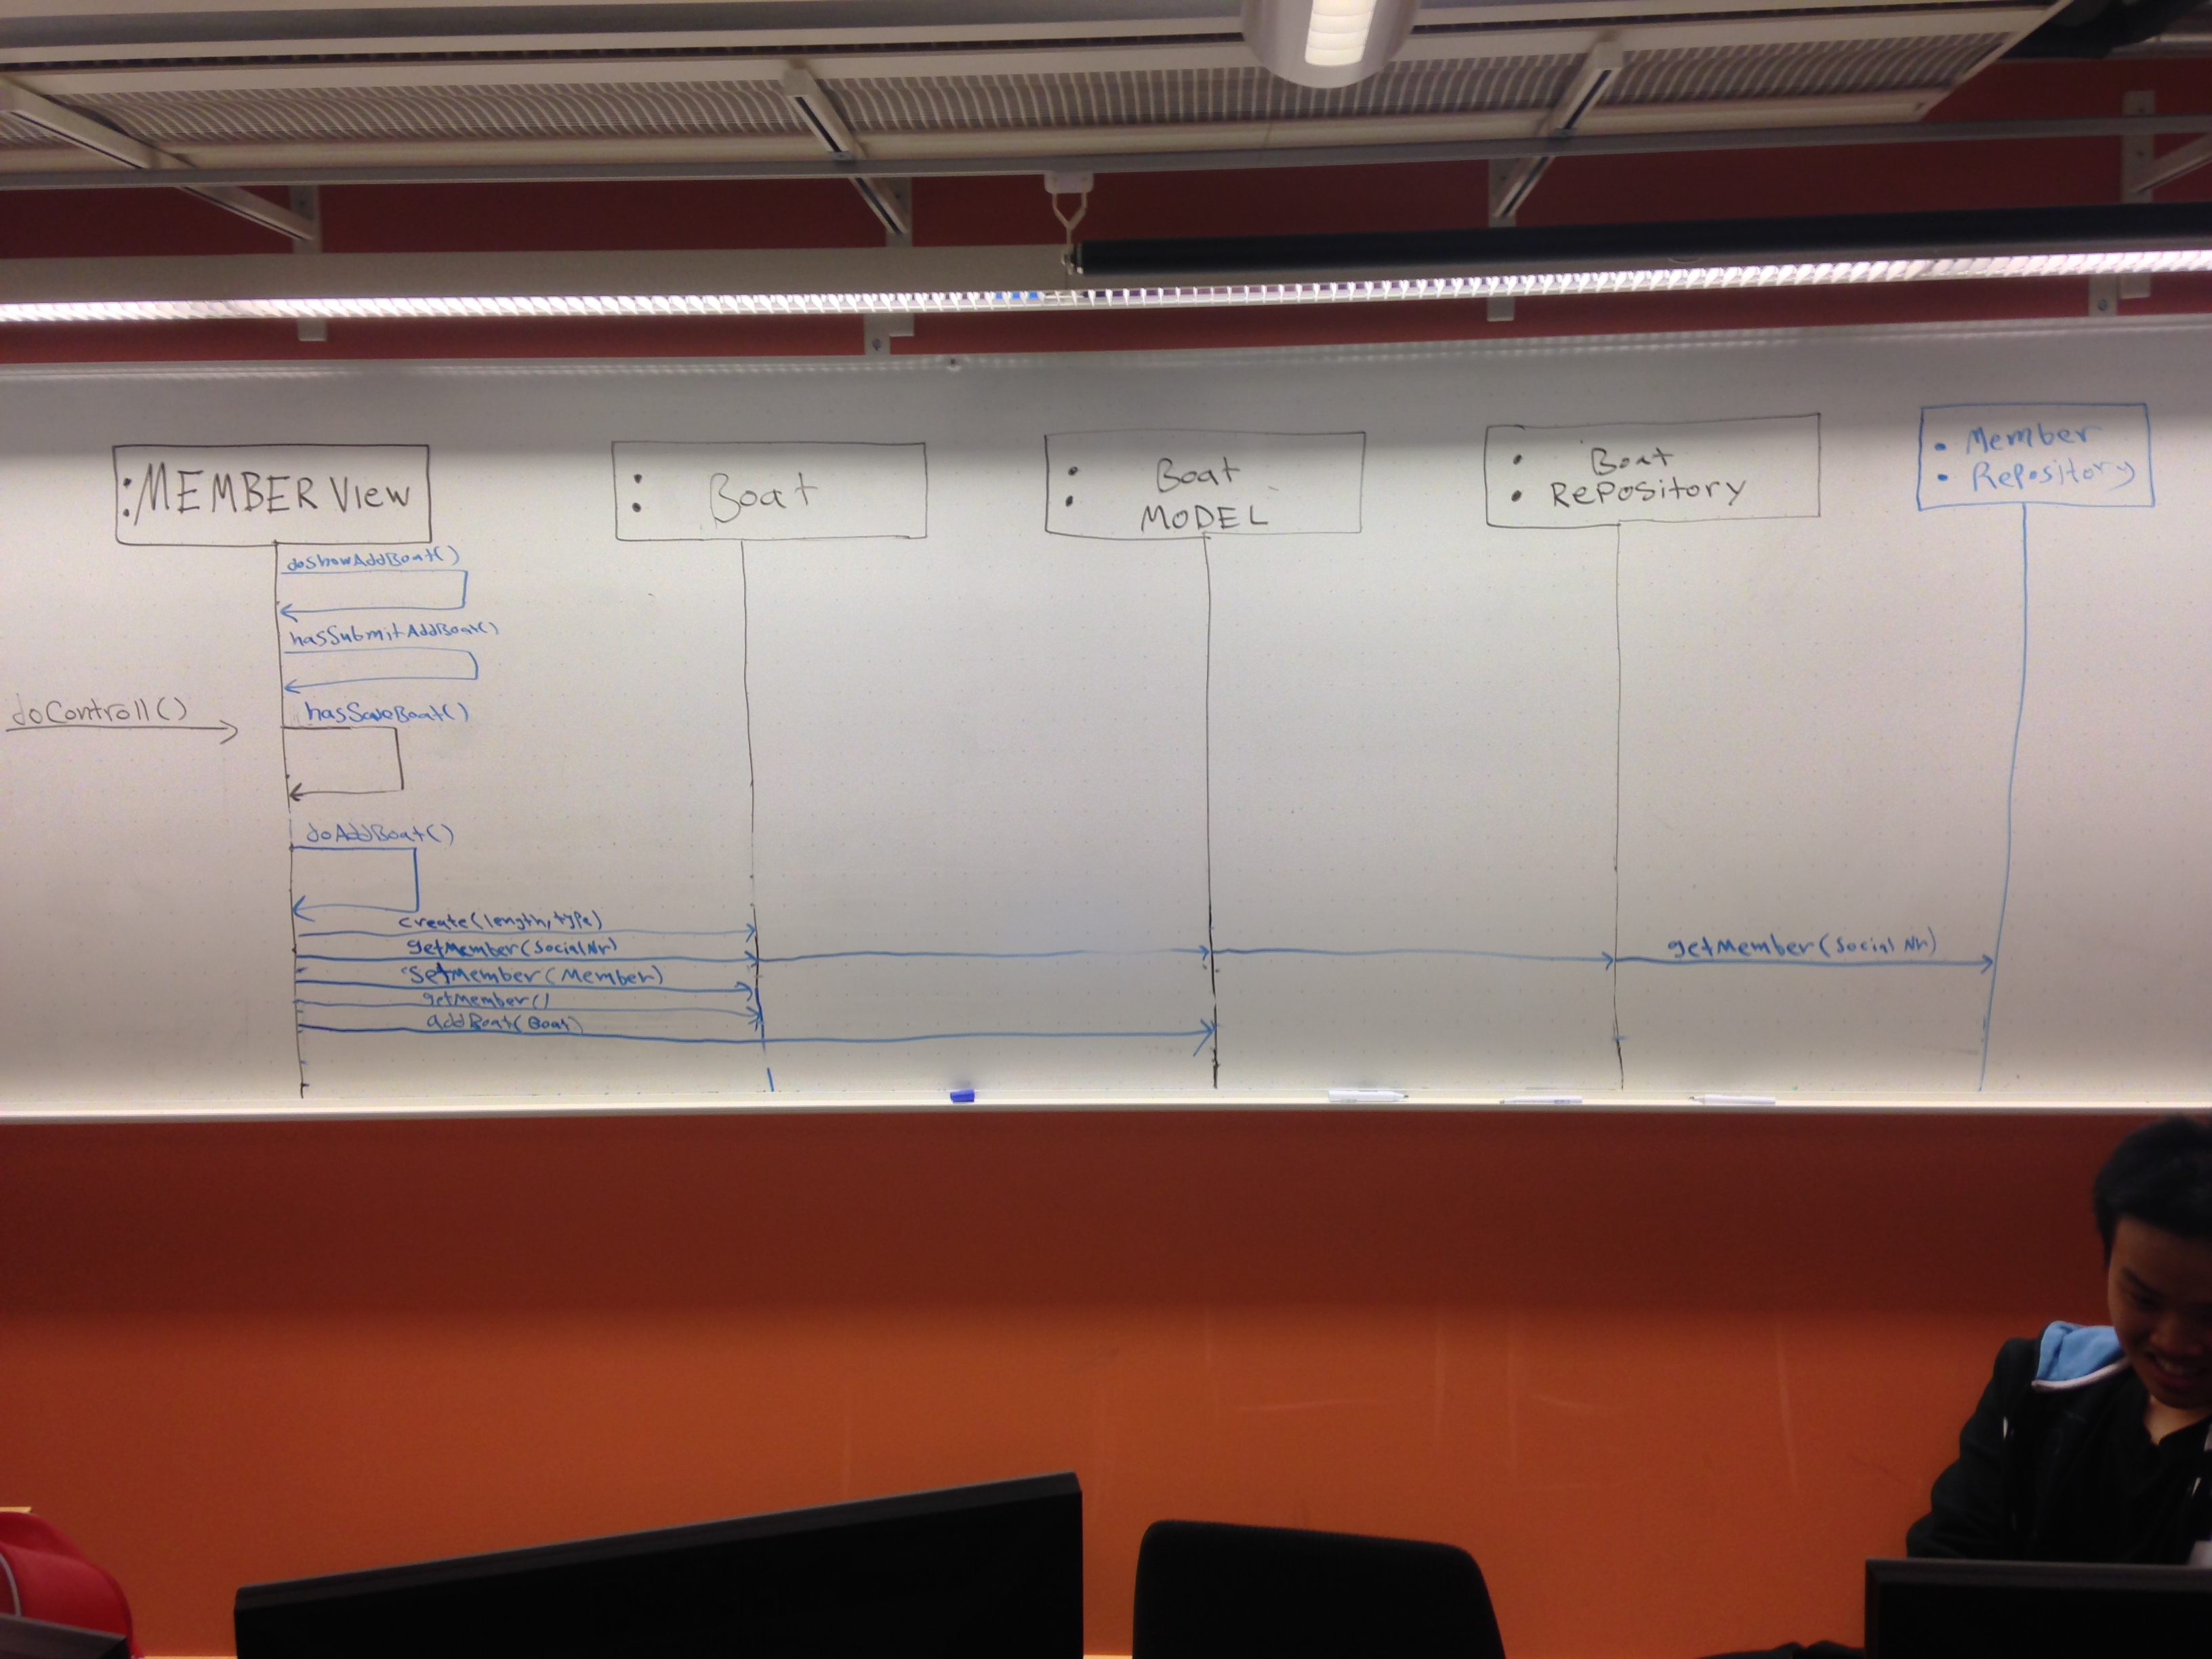 :MEMBER View
: Boat
: Boat
MODEL
: Boat
Repository
: Member
Repository
doShowAddBoat()
hasSubmitAddBoat()
doControll()
hasSaveBoat()
doAddBoat()
create(length, type)
getMember(SocialNr)
getMember(Social Nr)
SetMember(Member)
getMember()
addBoat(Boat)